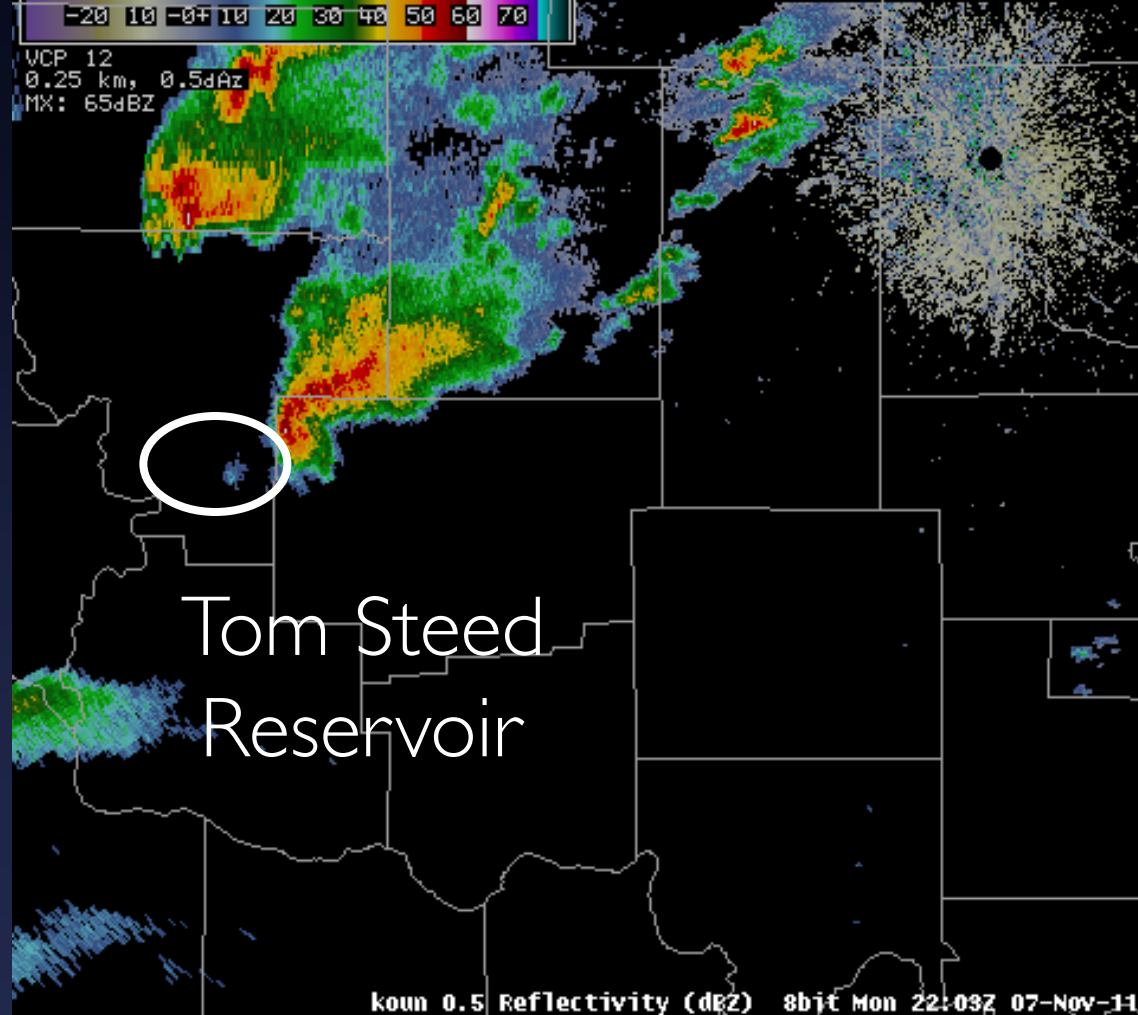 -20 10 -0+ 10 20 30 40 50 60 70
VCP 12
0.25 km, 0.5dAz
MX: 65dBZ
Tom Steed
Reservoir
koun 0.5 Reflectivity (dBZ) 8bit Mon 22:03Z 07-Nov-11